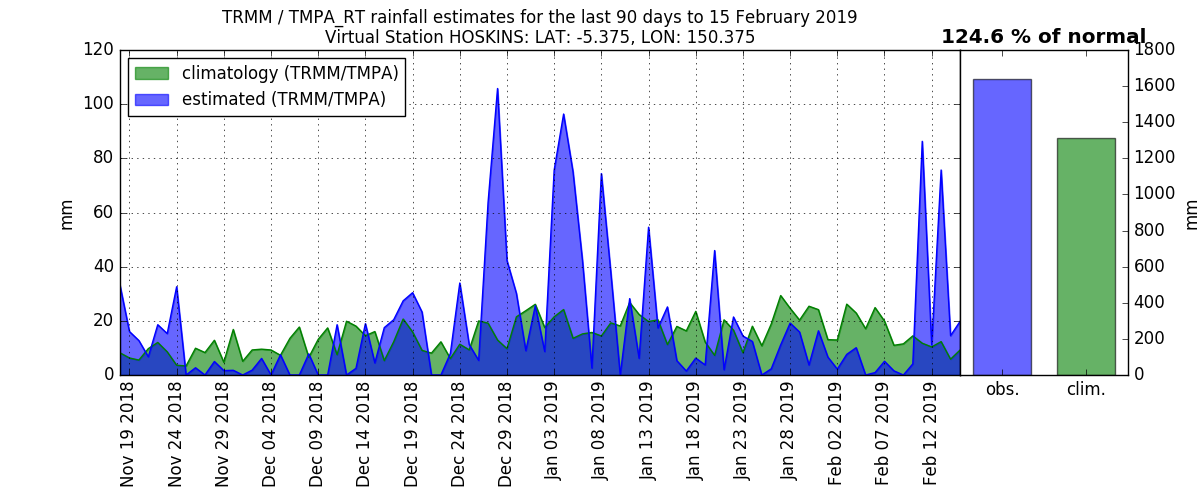 TRMM / TMPA_RT rainfall estimates for the last 90 days to 15 February 2019
Virtual Station HOSKINS: LAT: -5.375, LON: 150.375
124.6 % of normal
climatology (TRMM/TMPA)
estimated (TRMM/TMPA)
120
100
80
60
40
20
0
mm
1800
1600
1400
1200
1000
800
600
400
200
0
mm
Nov 19 2018
Nov 24 2018
Nov 29 2018
Dec 04 2018
Dec 09 2018
Dec 14 2018
Dec 19 2018
Dec 24 2018
Dec 29 2018
Jan 03 2019
Jan 08 2019
Jan 13 2019
Jan 18 2019
Jan 23 2019
Jan 28 2019
Feb 02 2019
Feb 07 2019
Feb 12 2019
obs.
clim.